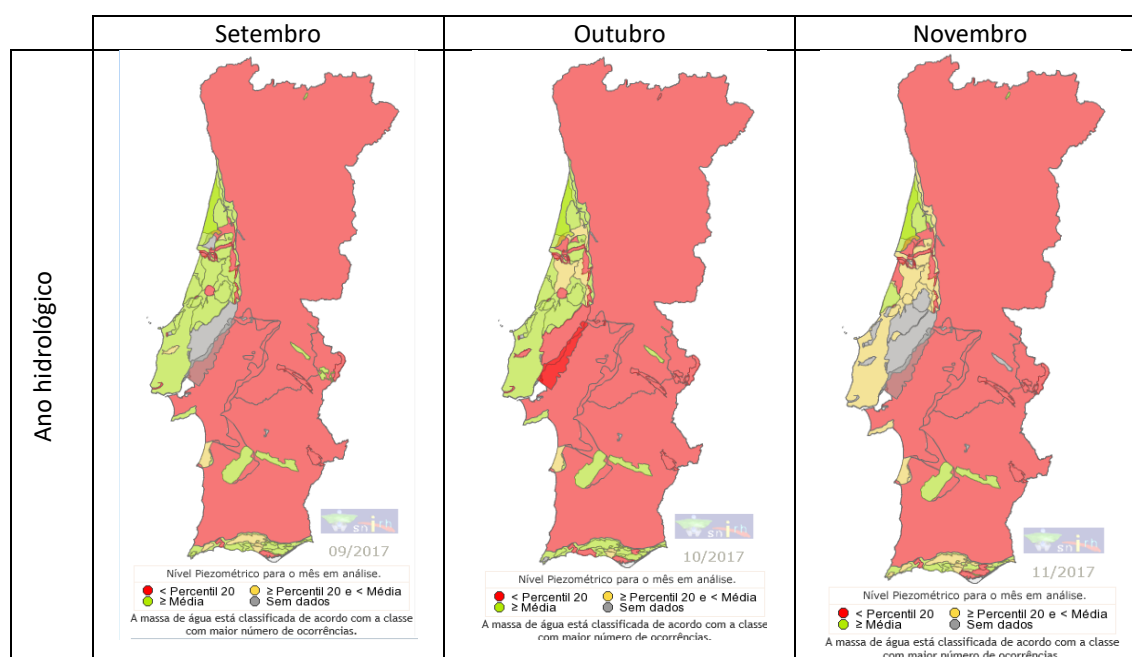 Setembro
Outubro
Novembro
Ano hidrológico
snirh
09/2017
Nível Piezométrico para o mês em análise.
< Percentil 20
≥ Percentil 20 e < Média
≥ Média
Sem dados
A massa de água está classificada de acordo com a classe
com maior número de ocorrências.
snirh
10/2017
Nível Piezométrico para o mês em análise.
< Percentil 20
≥ Percentil 20 e < Média
≥ Média
Sem dados
A massa de água está classificada de acordo com a classe
com maior número de ocorrências.
snirh
11/2017
Nível Piezométrico para o mês em análise.
< Percentil 20
≥ Percentil 20 e < Média
≥ Média
Sem dados
A massa de água está classificada de acordo com a classe
com maior número de ocorrências